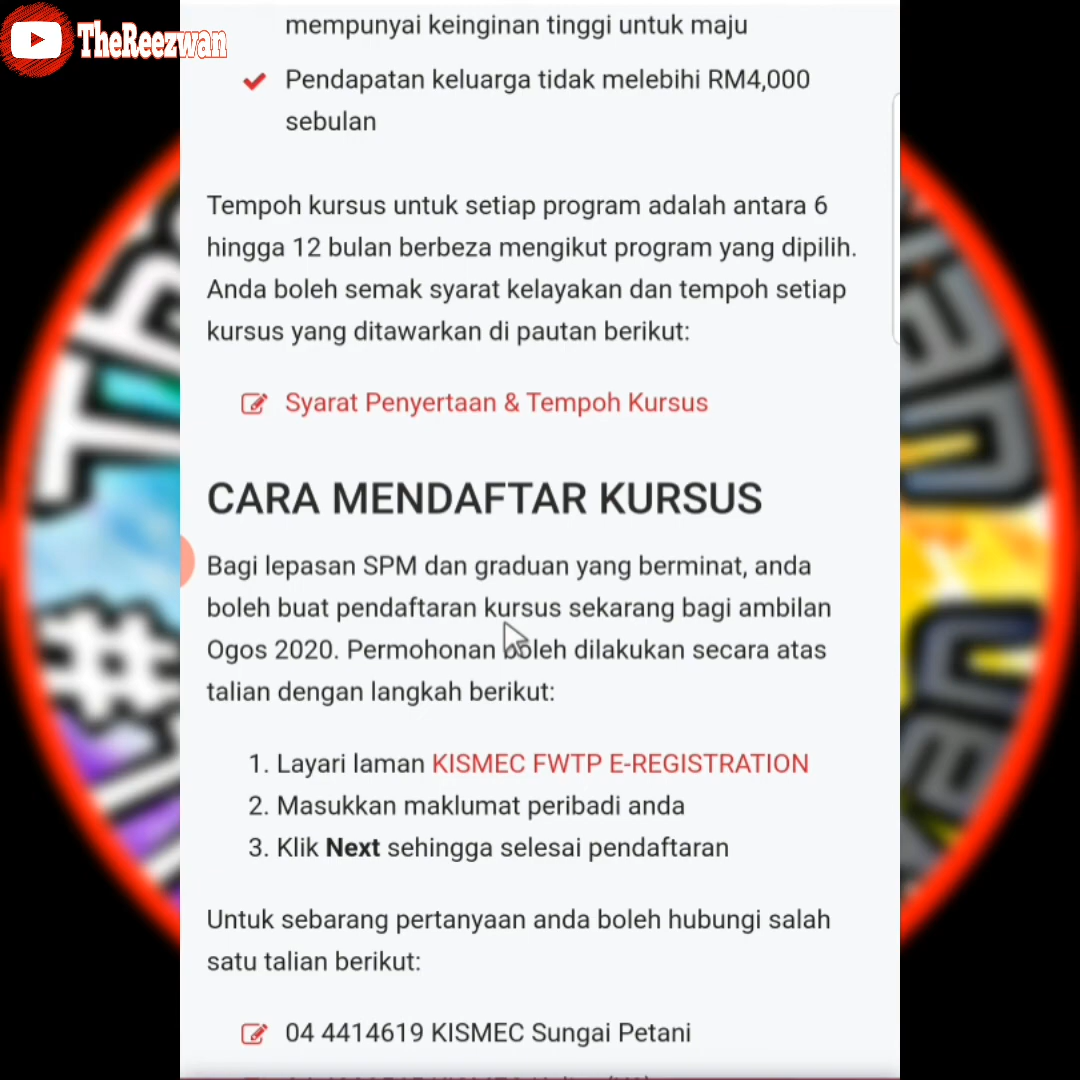 TheReezwan
mempunyai keinginan tinggi untuk maju
Pendapatan keluarga tidak melebihi RM4,000
sebulan
Tempoh kursus untuk setiap program adalah antara 6
hingga 12 bulan berbeza mengikut program yang dipilih.
Anda boleh semak syarat kelayakan dan tempoh setiap
kursus yang ditawarkan di pautan berikut:
Syarat Penyertaan & Tempoh Kursus
CARA MENDAFTAR KURSUS
Bagi lepasan SPM dan graduan yang berminat, anda
boleh buat pendaftaran kursus sekarang bagi ambilan
Ogos 2020. Permohonan boleh dilakukan secara atas
talian dengan langkah berikut:
1. Layari laman KISMEC FWTP E-REGISTRATION
2. Masukkan maklumat peribadi anda
3. Klik Next sehingga selesai pendaftaran
Untuk sebarang pertanyaan anda boleh hubungi salah
satu talian berikut:
04 4414619 KISMEC Sungai Petani